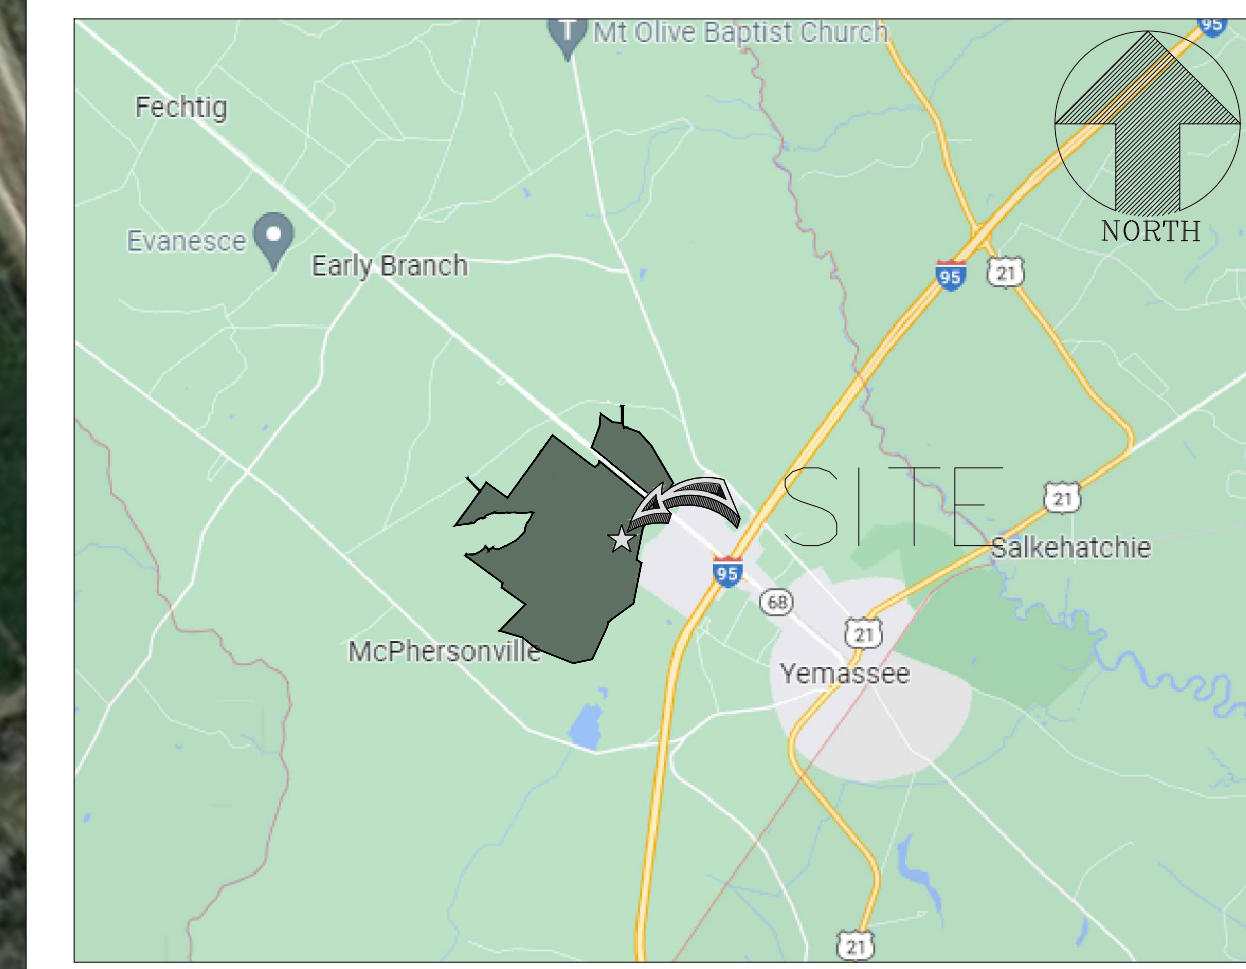 T Mt Olive Baptist Church
95
Fechtig
NORTH
Evanesce
Early Branch
95
21
SITE
21
Salkehatchie
95
68
21
McPhersonville
Yemassee
21